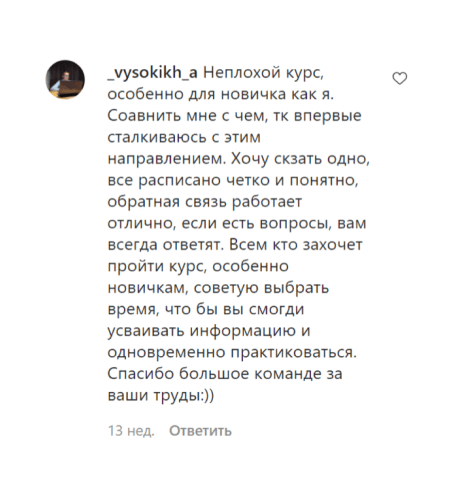 _vysokikh_a Неплохой курс,
особенно для новичка как я.
Соавнить мне с чем, тк впервые
сталкиваюсь с этим
направлением. Хочу скзать одно,
все расписано четко и понятно,
обратная связь работает
отлично, если есть вопросы, вам
всегда ответят. Всем кто захочет
пройти курс, особенно
новичкам, советую выбрать
время, что бы вы смогди
усваивать информацию и
одновременно практиковаться.
Спасибо большое команде за
ваши труды:))
13 нед. Ответить